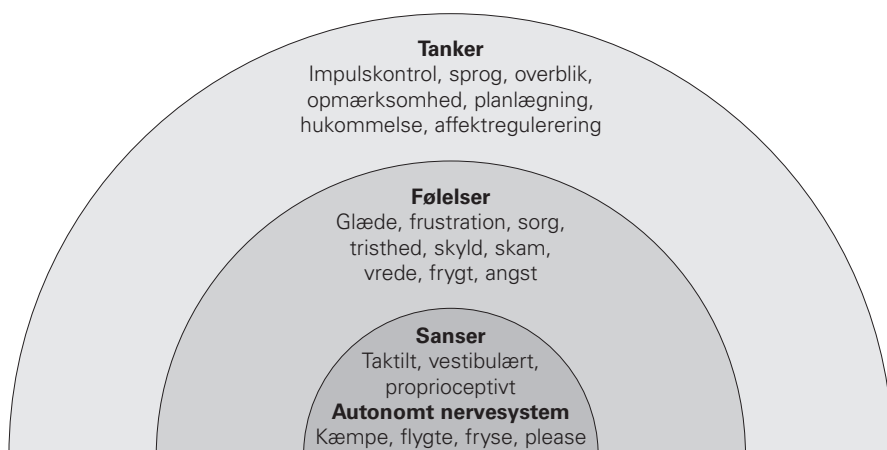 Tanker
Impulskontrol, sprog, overblik,
opmærksomhed, planlægning,
hukommelse, affektregulerering
Følelser
Glæde, frustration, sorg,
tristhed, skyld, skam,
vrede, frygt, angst
Sanser
Taktilt, vestibulært,
proprioceptivt
Autonomt nervesystem
Kæmpe, flygte, fryse, please